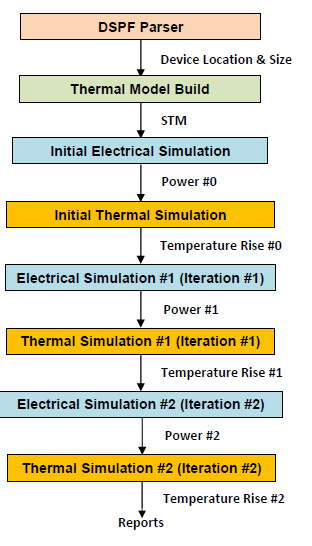 DSPF Parser
Device Location & Size
Thermal Model Build
STM
Initial Electrical Simulation
Power #0
Initial Thermal Simulation
Temperature Rise #0
Electrical Simulation #1 (Iteration #1)
Power #1
Thermal Simulation #1 (Iteration #1)
Temperature Rise #1
Electrical Simulation #2 (Iteration #2)
Power #2
Thermal Simulation #2 (Iteration #2)
Temperature Rise #2
Reports